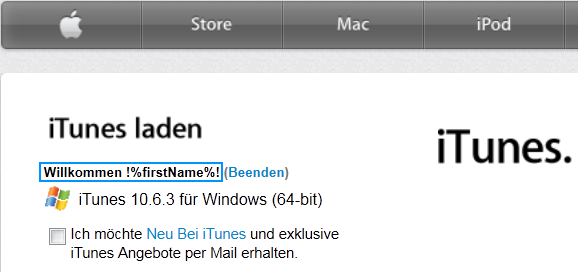 Store Mac iPod
iTunes laden
iTunes.
Willkommen !%firstName%! (Beenden)
iTunes 10.6.3 für Windows (64-bit)
Ich möchte Neu Bei iTunes und exklusive
iTunes Angebote per Mail erhalten.